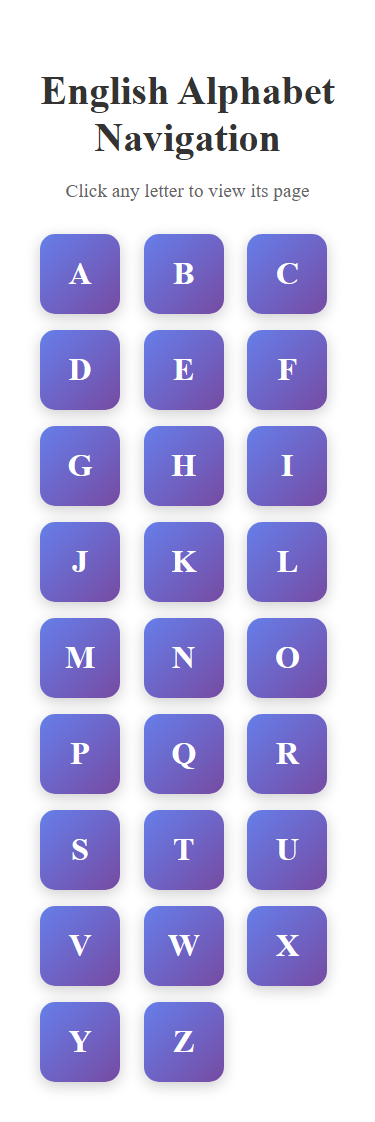 English Alphabet
Navigation
Click any letter to view its page
A B C
D E F
G H I
J K L
M N O
P Q R
S T U
V W X
Y Z